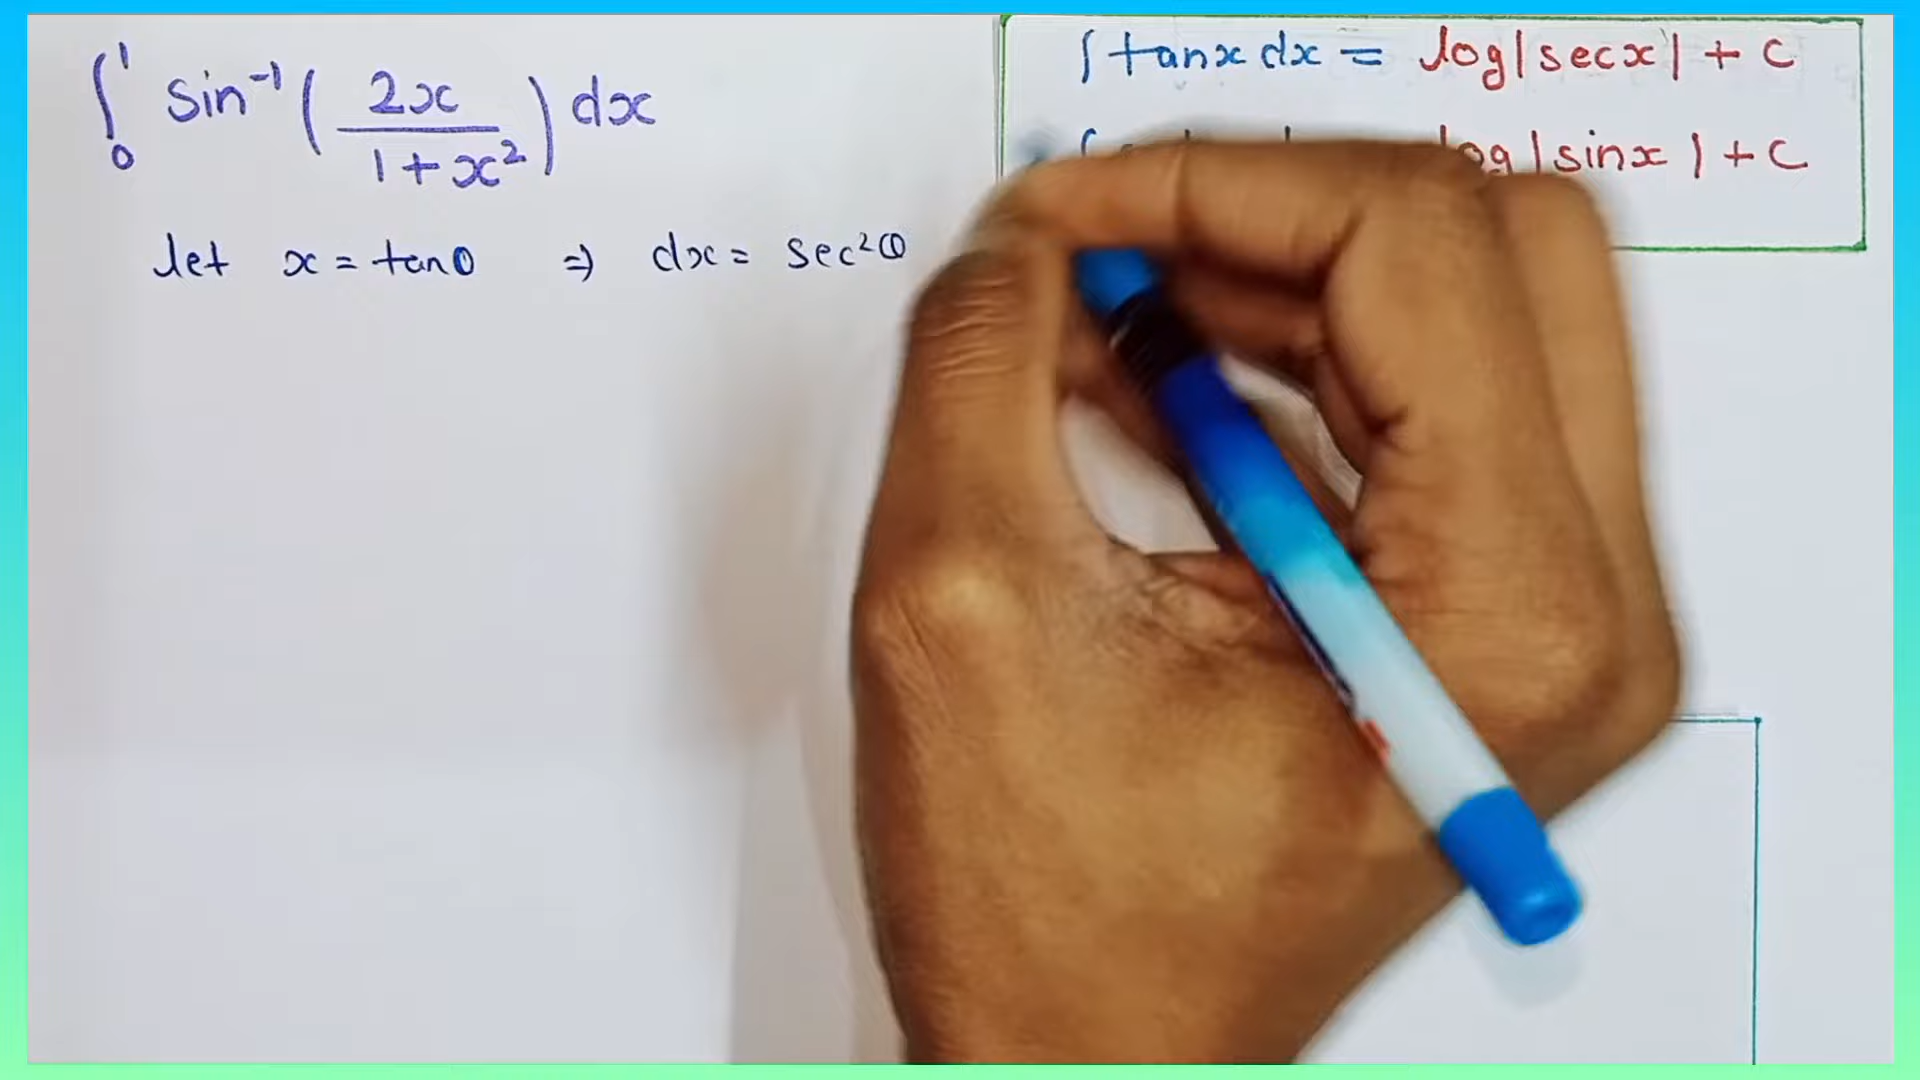 ∫₀¹ sin⁻¹(2x/(1+x²)) dx
let x = tanθ ⇒ dx = sec²θ
∫tanx dx = log|secx| + c
log|sinx| + c